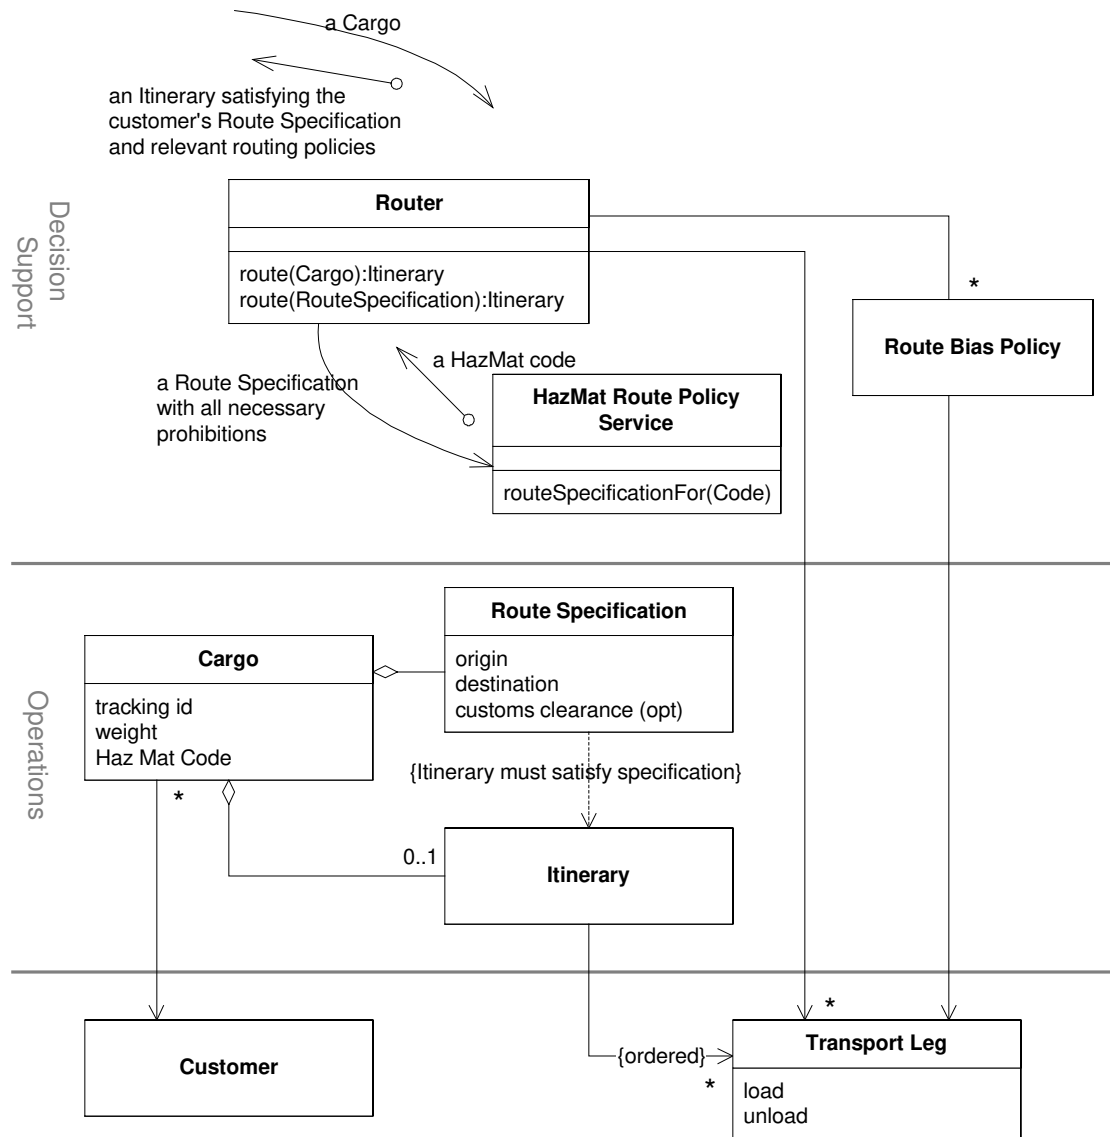 a Cargo
an Itinerary satisfying the
customer's Route Specification
and relevant routing policies
Decision
Support
Router
route(Cargo):Itinerary
route(RouteSpecification):Itinerary
*
Route Bias Policy
a HazMat code
a Route Specification
with all necessary
prohibitions
HazMat Route Policy
Service
routeSpecificationFor(Code)
Operations
Route Specification
origin
destination
customs clearance (opt)
Cargo
tracking id
weight
Haz Mat Code
{Itinerary must satisfy specification}
*
0..1
Itinerary
Customer
*
{ordered}
*
Transport Leg
load
unload